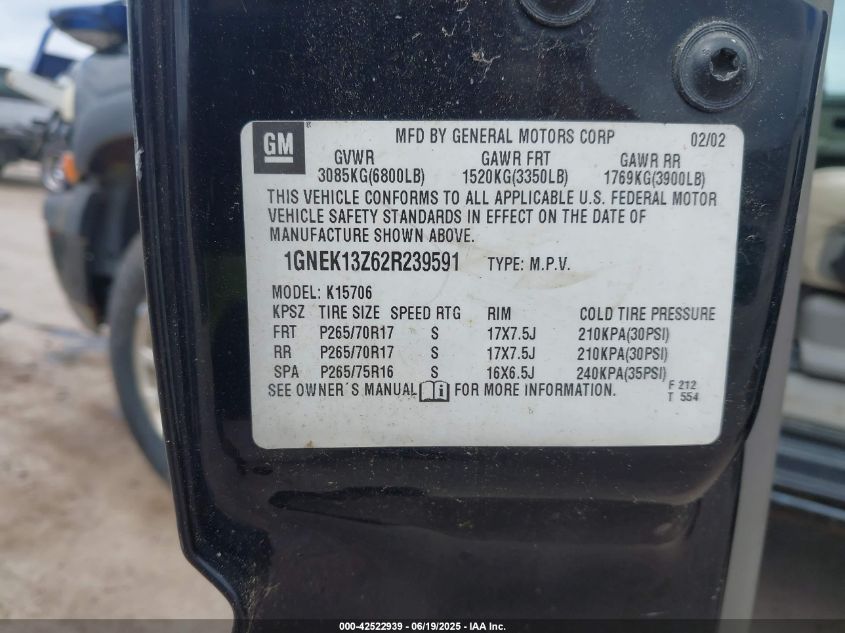 GM ® MFD BY GENERAL MOTORS CORP 02/02
GVWR GAWR FRT GAWR RR
3085KG(6800LB) 1520KG(3350LB) 1769KG(3900LB)
THIS VEHICLE CONFORMS TO ALL APPLICABLE U.S. FEDERAL MOTOR
VEHICLE SAFETY STANDARDS IN EFFECT ON THE DATE OF
MANUFACTURE SHOWN ABOVE.
1GNEK13Z62R239591 TYPE: M.P.V.
MODEL: K15706
KPSZ TIRE SIZE SPEED RTG RIM COLD TIRE PRESSURE
FRT P265/70R17 S 17X7.5J 210KPA(30PSI)
RR P265/70R17 S 17X7.5J 210KPA(30PSI)
SPA P265/75R16 S 16X6.5J 240KPA(35PSI)
SEE OWNER'S MANUAL i FOR MORE INFORMATION. F 212
T 554
000-42522939 - 06/19/2025 - IAA Inc.